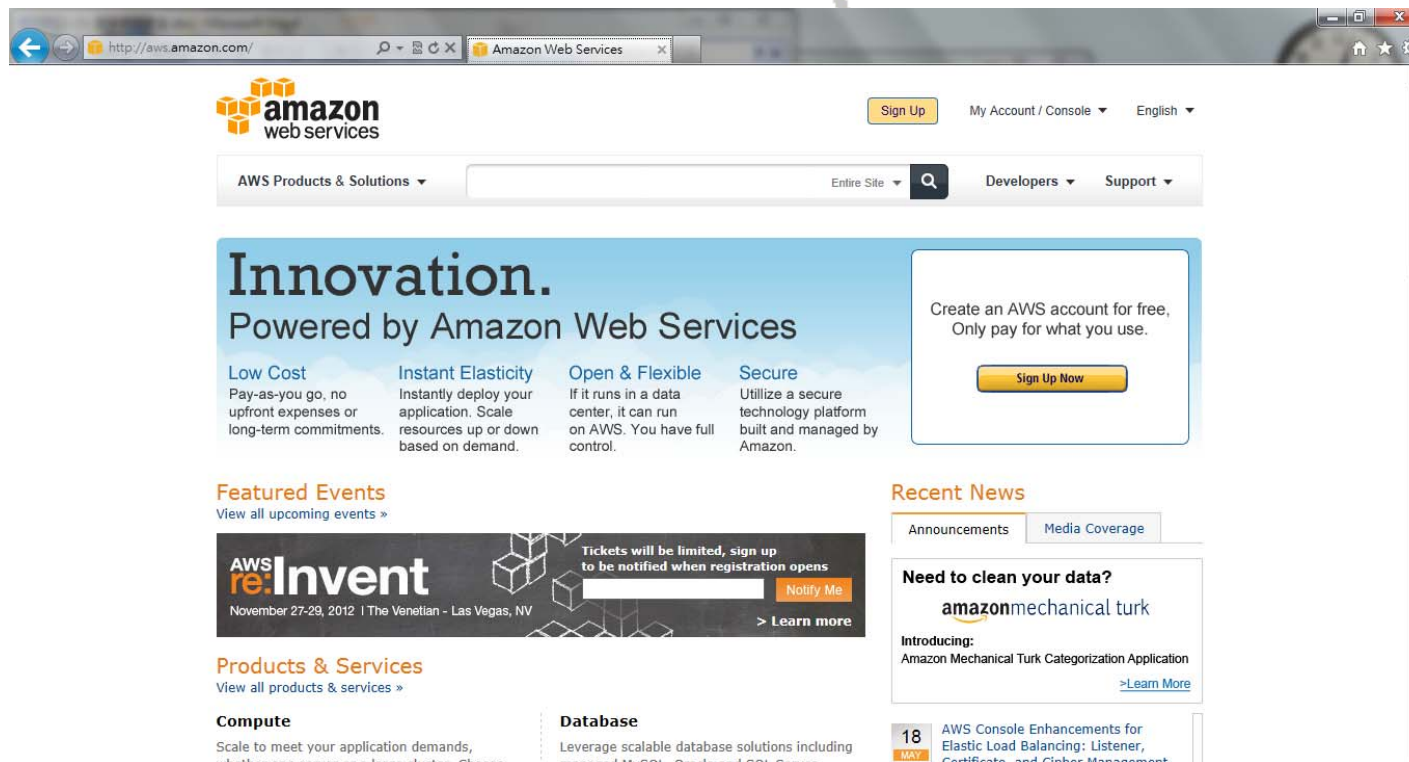 http://aws.amazon.com/
Amazon Web Services
amazon
web services
Sign Up
My Account / Console
English
AWS Products & Solutions
Entire Site
Developers
Support
Innovation.
Powered by Amazon Web Services
Low Cost
Pay-as-you go, no
upfront expenses or
long-term commitments.
Instant Elasticity
Instantly deploy your
application. Scale
resources up or down
based on demand.
Open & Flexible
If it runs in a data
center, it can run
on AWS. You have full
control.
Secure
Utillize a secure
technology platform
built and managed by
Amazon.
Create an AWS account for free,
Only pay for what you use.
Sign Up Now
Featured Events
View all upcoming events »
AWS
re:Invent
November 27-29, 2012 | The Venetian - Las Vegas, NV
Tickets will be limited, sign up
to be notified when registration opens
Notify Me
> Learn more
Products & Services
View all products & services »
Compute
Scale to meet your application demands,
Database
Leverage scalable database solutions including
Recent News
Announcements
Media Coverage
Need to clean your data?
amazonmechanical turk
Introducing:
Amazon Mechanical Turk Categorization Application
>Learn More
18
MAY
AWS Console Enhancements for
Elastic Load Balancing: Listener,
Certificate, and Cipher Management